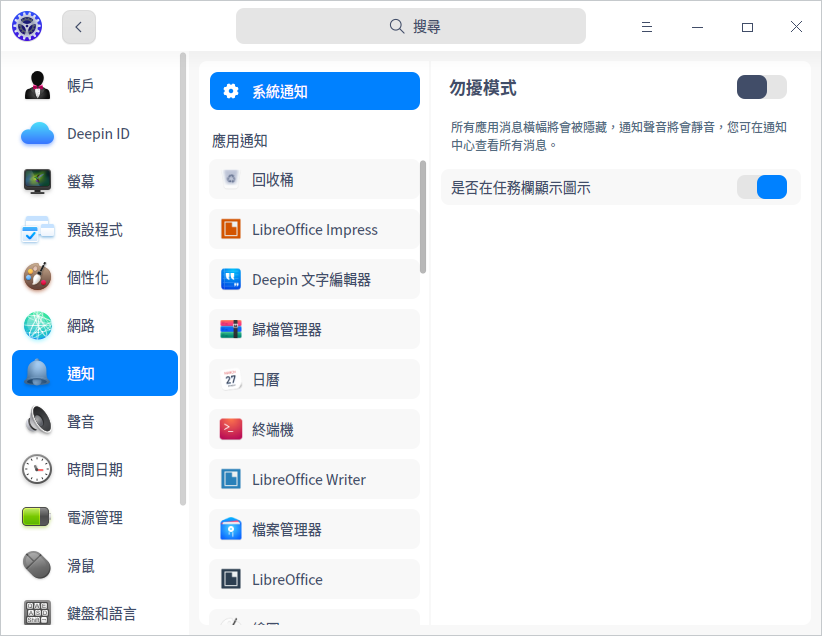 搜尋
帳戶
Deepin ID
螢幕
預設程式
個性化
網路
通知
聲音
時間日期
電源管理
滑鼠
鍵盤和語言
系統通知
應用通知
回收桶
LibreOffice Impress
Deepin 文字編輯器
歸檔管理器
日曆
27
終端機
LibreOffice Writer
檔案管理器
LibreOffice
勿擾模式
所有應用消息橫幅將會被隱藏，通知聲音將會靜音，您可在通知
中心查看所有消息。
是否在任務欄顯示圖示